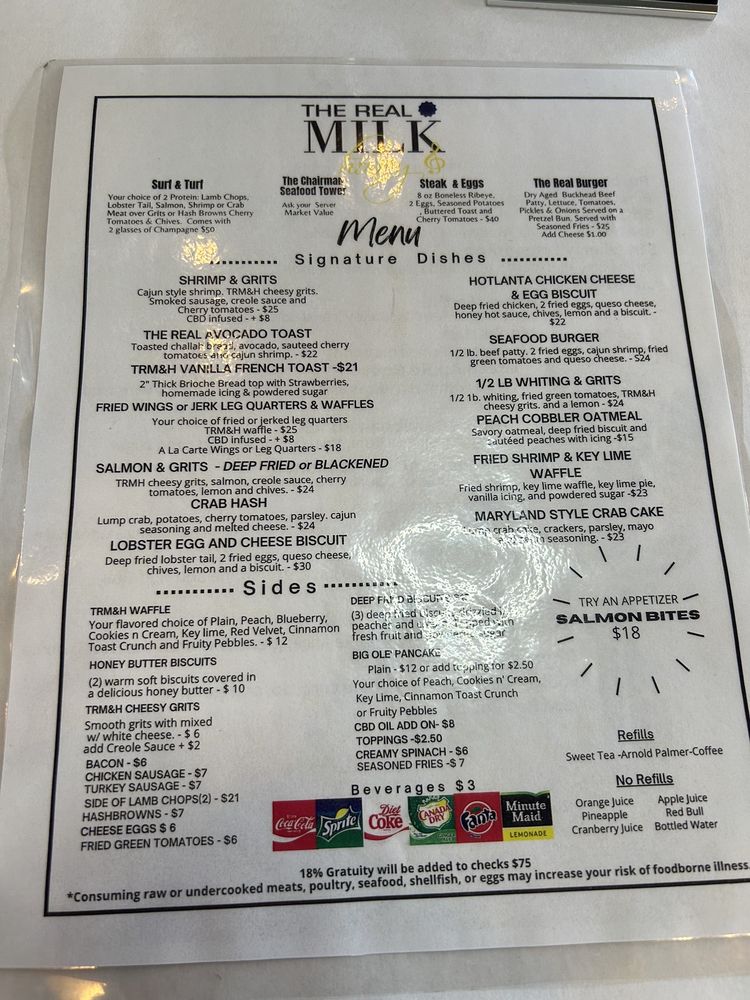 THE REAL
MILK
Surf & Turf
Your choice of 2 Protein: Lamb Chops,
Lobster Tail, Salmon, Shrimp or Crab
Meat over Grits or Hash Browns Cherry
Tomatoes & Chives. Comes with
2 glasses of Champagne $50
The Chairman
Seafood Tower
Ask your Server
Market Value
Steak & Eggs
8 oz Boneless Ribeye,
2 Eggs, Seasoned Potatoes
, Buttered Toast and
Cherry Tomatoes - $40
The Real Burger
Dry Aged Buckhead Beef
Patty, Lettuce, Tomatoes,
Pickles & Onions Served on a
Pretzel Bun. Served with
Seasoned Fries - $25
Add Cheese $1.00
Menu
Signature Dishes
SHRIMP & GRITS
Cajun style shrimp. TRM&H cheesy grits.
Smoked sausage, creole sauce and
Cherry tomatoes - $25
CBD infused - + $8
THE REAL AVOCADO TOAST
Toasted challah bread, avocado, sauteed cherry
tomatoes and cajun shrimp. - $22
TRM&H VANILLA FRENCH TOAST -$21
2" Thick Brioche Bread top with Strawberries,
homemade icing & powdered sugar
FRIED WINGS or JERK LEG QUARTERS & WAFFLES
Your choice of fried or jerked leg quarters
TRM&H waffle - $25
CBD infused - + $8
A La Carte Wings or Leg Quarters - $18
SALMON & GRITS - DEEP FRIED or BLACKENED
TRMH cheesy grits, salmon, creole sauce, cherry
tomatoes, lemon and chives. - $24
CRAB HASH
Lump crab, potatoes, cherry tomatoes, parsley. cajun
seasoning and melted cheese. - $24
LOBSTER EGG AND CHEESE BISCUIT
Deep fried lobster tail, 2 fried eggs, queso cheese,
chives, lemon and a biscuit. - $30
HOTLANTA CHICKEN CHEESE
& EGG BISCUIT
Deep fried chicken, 2 fried eggs, queso cheese,
honey hot sauce, chives, lemon and a biscuit. -
$22
SEAFOOD BURGER
1/2 lb. beef patty. 2 fried eggs, cajun shrimp, fried
green tomatoes and queso cheese. - $24
1/2 LB WHITING & GRITS
1/2 1b. whiting, fried green tomatoes, TRM&H
cheesy grits. and a lemon - $24
PEACH COBBLER OATMEAL
Savory oatmeal, deep fried biscuit and
sautéed peaches with icing -$15
FRIED SHRIMP & KEY LIME
WAFFLE
Fried shrimp, key lime waffle, key lime pie,
vanilla icing, and powdered sugar -$23
MARYLAND STYLE CRAB CAKE
crab cake, crackers, parsley, mayo
seasoning. - $23
Sides
TRM&H WAFFLE
Your flavored choice of Plain, Peach, Blueberry,
Cookies n Cream, Key lime, Red Velvet, Cinnamon
Toast Crunch and Fruity Pebbles. - $ 12
HONEY BUTTER BISCUITS
(2) warm soft biscuits covered in
a delicious honey butter - $ 10
TRM&H CHEESY GRITS
Smooth grits with mixed
w/ white cheese. - $ 6
add Creole Sauce + $2
BACON - $6
CHICKEN SAUSAGE - $7
TURKEY SAUSAGE - $7
SIDE OF LAMB CHOPS(2) - $21
HASHBROWNS - $7
CHEESE EGGS $ 6
FRIED GREEN TOMATOES - $6
DEEP FRIED BISCUITS
(3) deep fried biscuit drizzled
peacher and topped with
fresh fruit and powdered sugar
BIG OLE' PANCAKE
Plain - $12 or add topping for $2.50
Your choice of Peach, Cookies n' Cream,
Key Lime, Cinnamon Toast Crunch
or Fruity Pebbles
CBD OIL ADD ON- $8
TOPPINGS -$2.50
CREAMY SPINACH - $6
SEASONED FRIES -$ 7
TRY AN APPETIZER
SALMON BITES
$18
Refills
Sweet Tea -Arnold Palmer-Coffee
No Refills
Orange Juice
Pineapple
Cranberry Juice
Apple Juice
Red Bull
Bottled Water
Beverages $3
Coca-Cola
Sprite
Diet
Coke
CANADA
DRY
Fanta
Minute
Maid
LEMONADE
18% Gratuity will be added to checks $75
*Consuming raw or undercooked meats, poultry, seafood, shellfish, or eggs may increase your risk of foodborne illness.